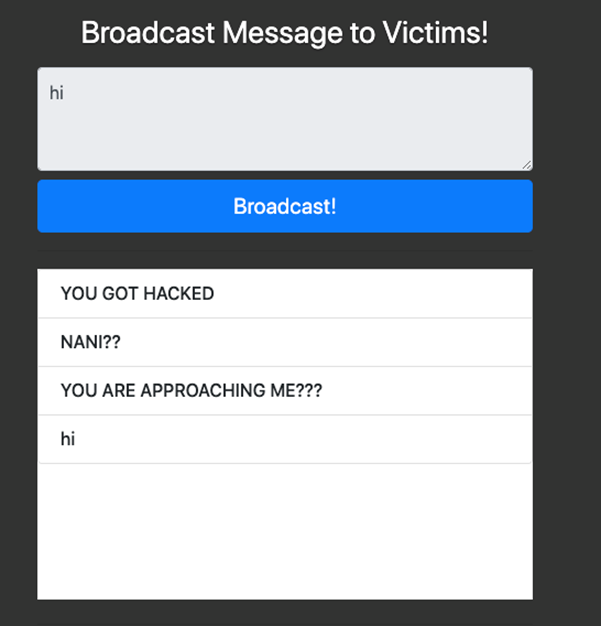 Broadcast Message to Victims!
hi
Broadcast!
YOU GOT HACKED
NANI??
YOU ARE APPROACHING ME???
hi